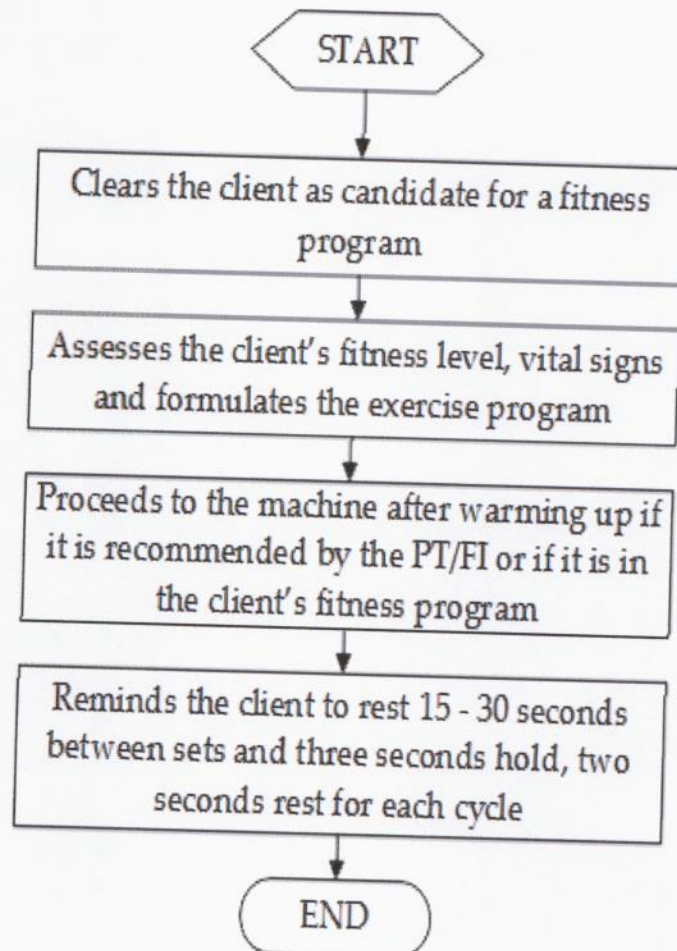 START
Clears the client as candidate for a fitness
program
Assesses the client's fitness level, vital signs
and formulates the exercise program
Proceeds to the machine after warming up if
it is recommended by the PT/FI or if it is in
the client's fitness program
Reminds the client to rest 15 - 30 seconds
between sets and three seconds hold, two
seconds rest for each cycle
END